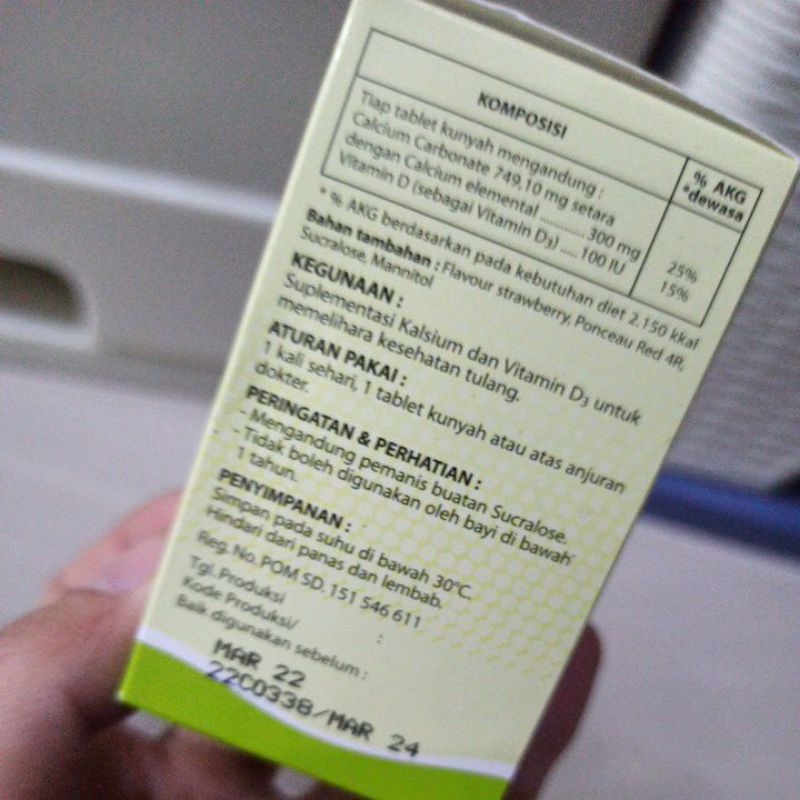 KOMPOSISI
% AKG
*dewasa
Tiap tablet kunyah mengandung :
Calcium Carbonate 749,10 mg setara
dengan Calcium elemental ........... 300 mg 25%
Vitamin D (sebagai Vitamin D3) ..... 100 IU 15%
* % AKG berdasarkan pada kebutuhan diet 2.150 kkal
Bahan tambahan : Flavour strawberry, Ponceau Red 4R,
Sucralose, Mannitol
KEGUNAAN :
Suplementasi Kalsium dan Vitamin D3 untuk
memelihara kesehatan tulang.
ATURAN PAKAI :
1 kali sehari, 1 tablet kunyah atau atas anjuran
dokter.
PERINGATAN & PERHATIAN :
- Mengandung pemanis buatan Sucralose.
- Tidak boleh digunakan oleh bayi di bawah
1 tahun.
PENYIMPANAN :
Simpan pada suhu di bawah 30°C.
Hindari dari panas dan lembab.
Reg. No. POM SD. 151 546 611
Tgl. Produksi
Kode Produksi/ :
Baik digunakan sebelum :
MAR 22
22C0338/MAR 24